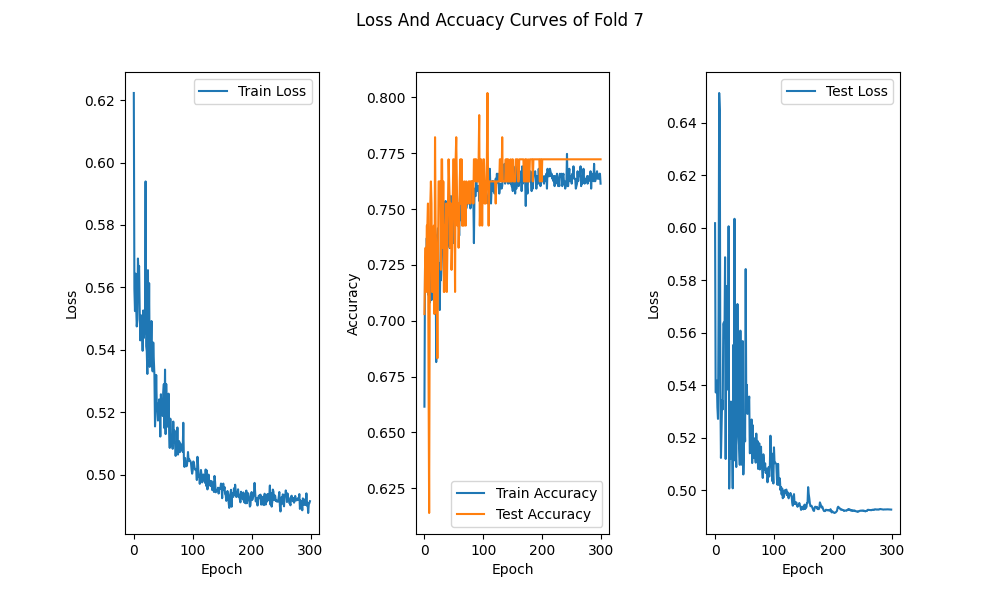 Loss And Accuacy Curves of Fold 7
Train Loss
0.62
0.60
0.58
0.56
0.54
0.52
0.50
Loss
0 100 200 300
Epoch
0.800
0.775
0.750
0.725
0.700
0.675
0.650
0.625
Accuracy
Train Accuracy
Test Accuracy
0 100 200 300
Epoch
Test Loss
0.64
0.62
0.60
0.58
0.56
0.54
0.52
0.50
Loss
0 100 200 300
Epoch